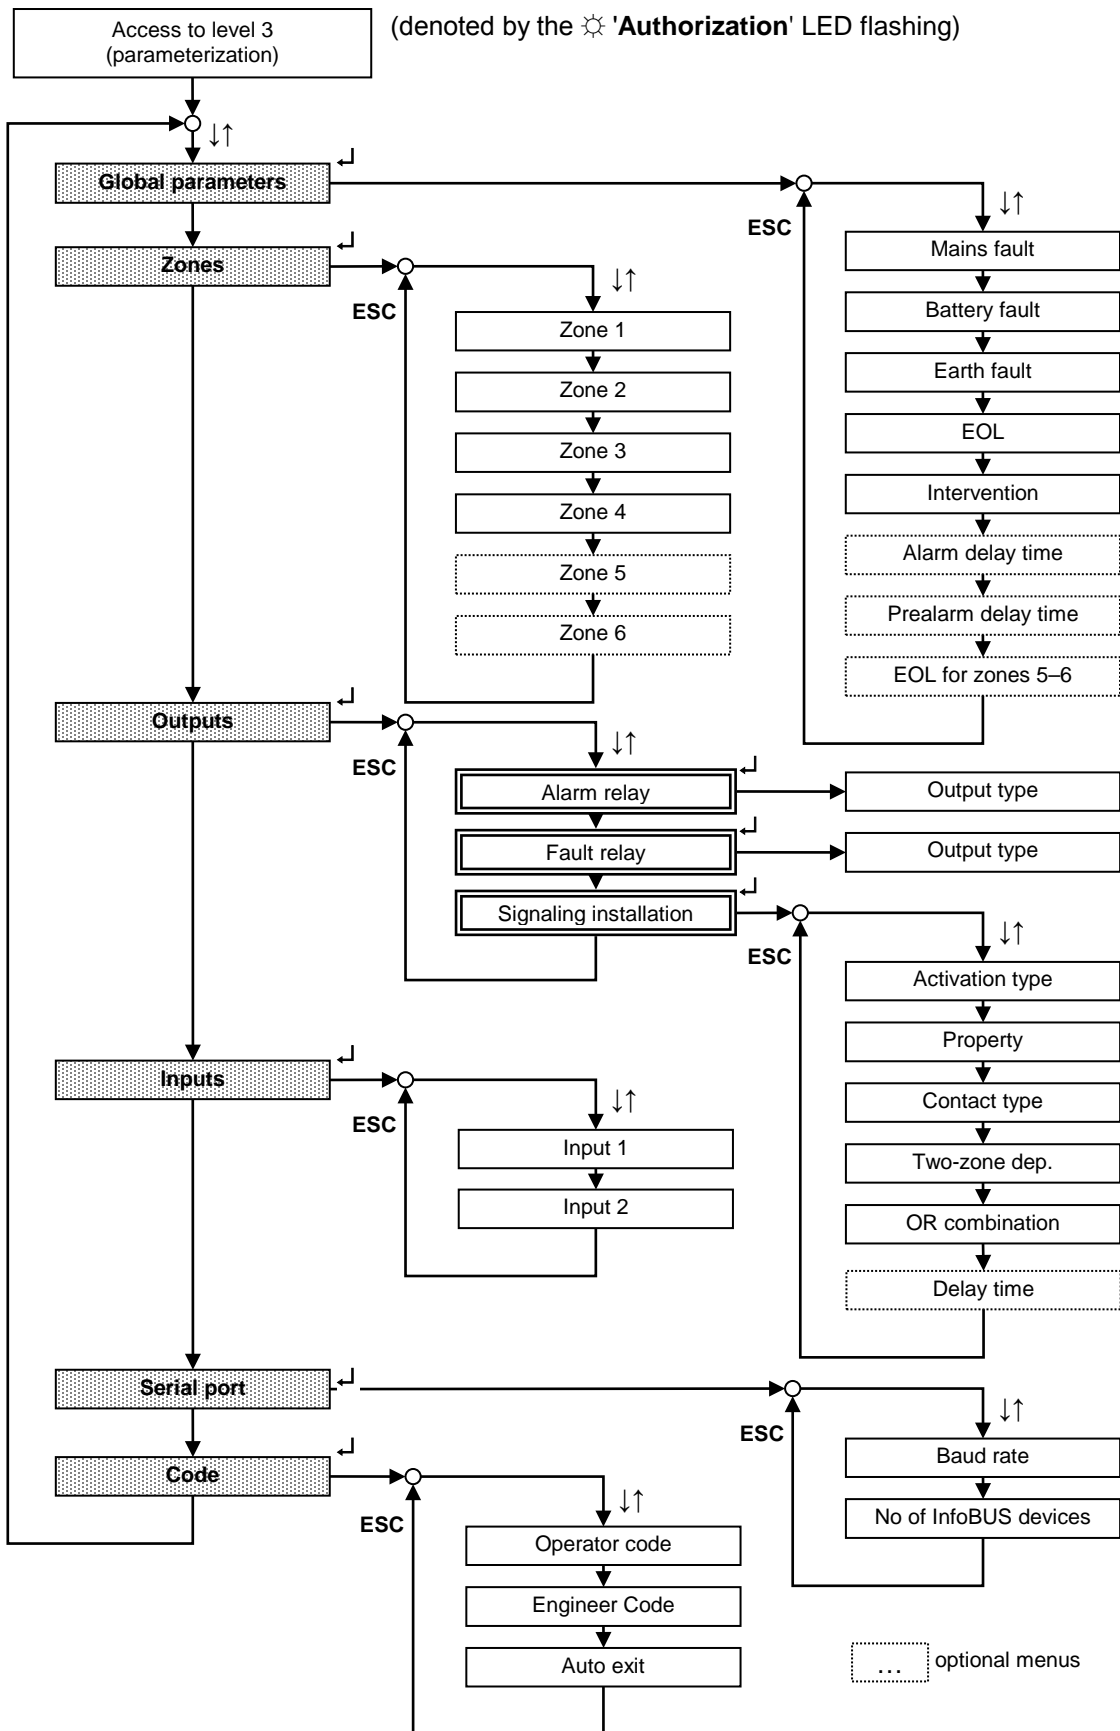 Access to level 3
(parameterization)
(denoted by the ☼ 'Authorization' LED flashing)
↓↑
Global parameters
↵
ESC
↓↑
Mains fault
Battery fault
Earth fault
EOL
Intervention
Alarm delay time
Prealarm delay time
EOL for zones 5–6
Zones
↵
ESC
↓↑
Zone 1
Zone 2
Zone 3
Zone 4
Zone 5
Zone 6
Outputs
↵
ESC
↓↑
Alarm relay
↵
Output type
Fault relay
↵
Output type
Signaling installation
↵
ESC
↓↑
Activation type
Property
Contact type
Two-zone dep.
OR combination
Delay time
Inputs
↵
ESC
↓↑
Input 1
Input 2
Serial port
↵
ESC
↓↑
Baud rate
No of InfoBUS devices
Code
↵
ESC
↓↑
Operator code
Engineer Code
Auto exit
... optional menus